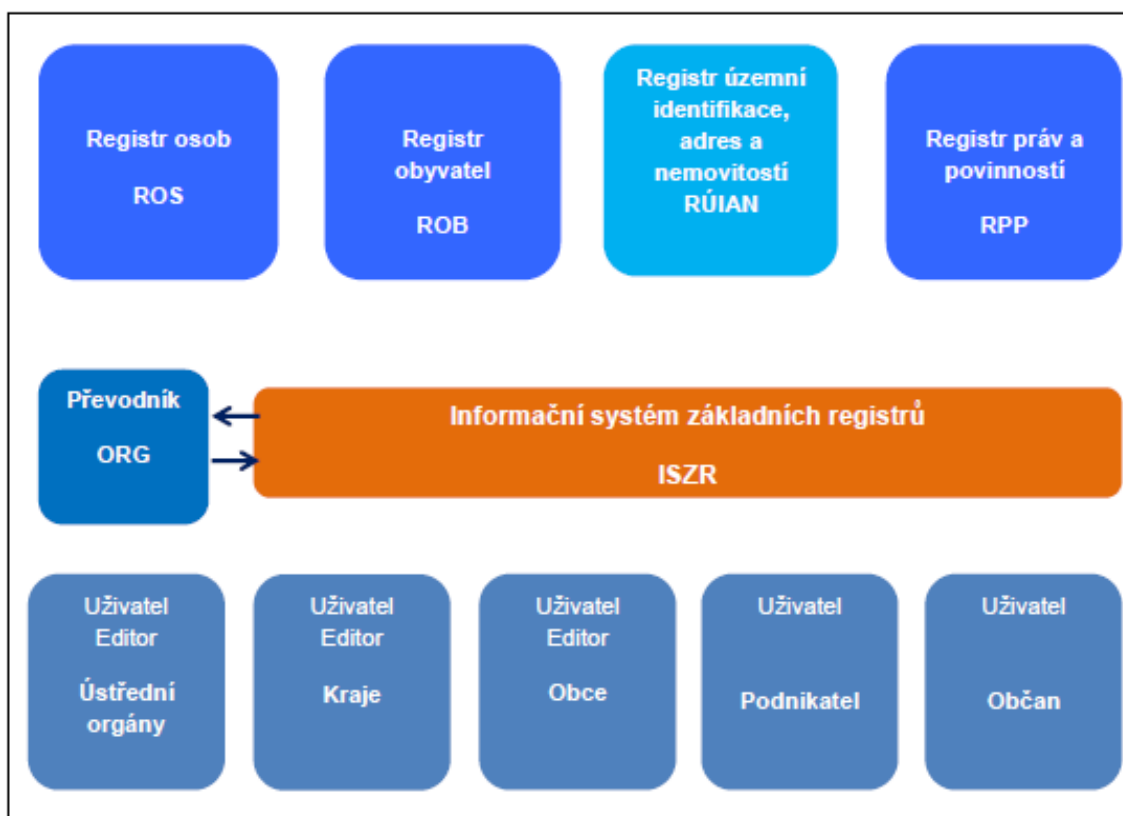 Registr osob
ROS
Registr
obyvatel
ROB
Registr územní
identifikace,
adres a
nemovitostí
RÚIAN
Registr práv a
povinností
RPP
Převodník
ORG
Informační systém základních registrů
ISZR
Uživatel
Editor
Ústřední
orgány
Uživatel
Editor
Kraje
Uživatel
Editor
Obce
Uživatel
Podnikatel
Uživatel
Občan